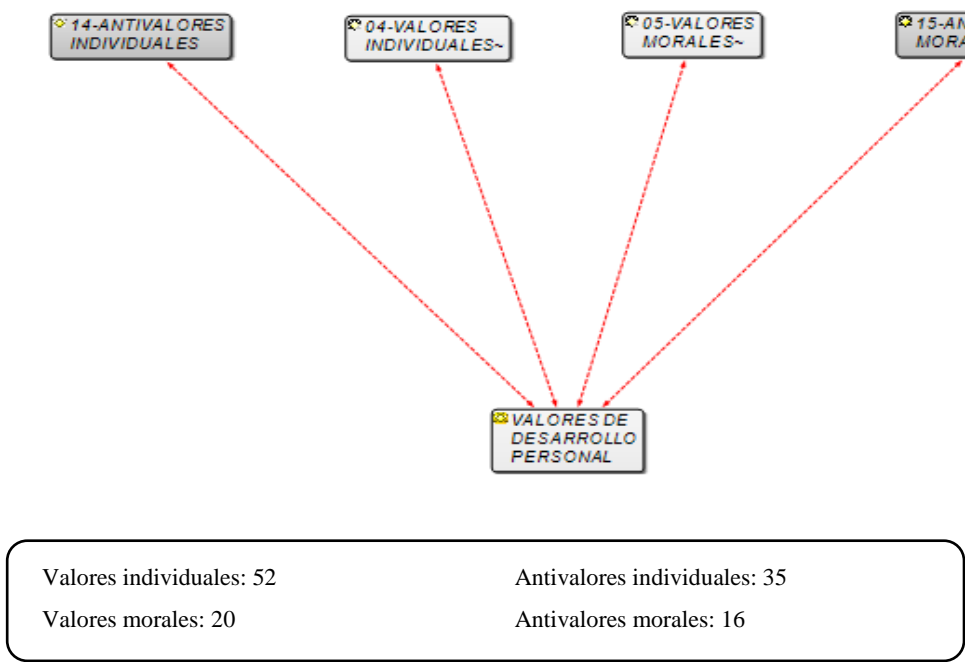 14-ANTIVALORES
INDIVIDUALES
04-VALORES
INDIVIDUALES~
05-VALORES
MORALES~
VALORES DE
DESARROLLO
PERSONAL
Valores individuales: 52
Antivalores individuales: 35
Valores morales: 20
Antivalores morales: 16